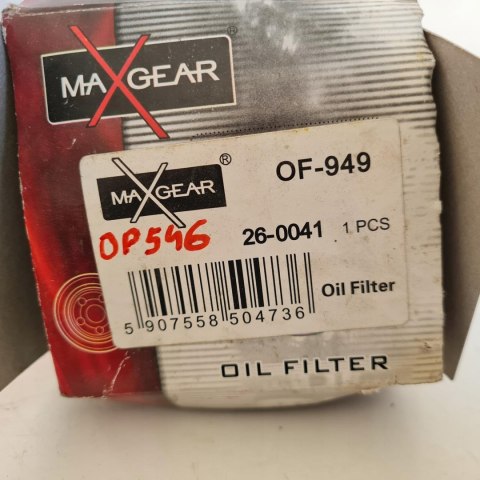 MAXGEAR®
MAXGEAR®
OF-949
OP546
26-0041 1 PCS
5 907558 504736
Oil Filter
OIL FILTER